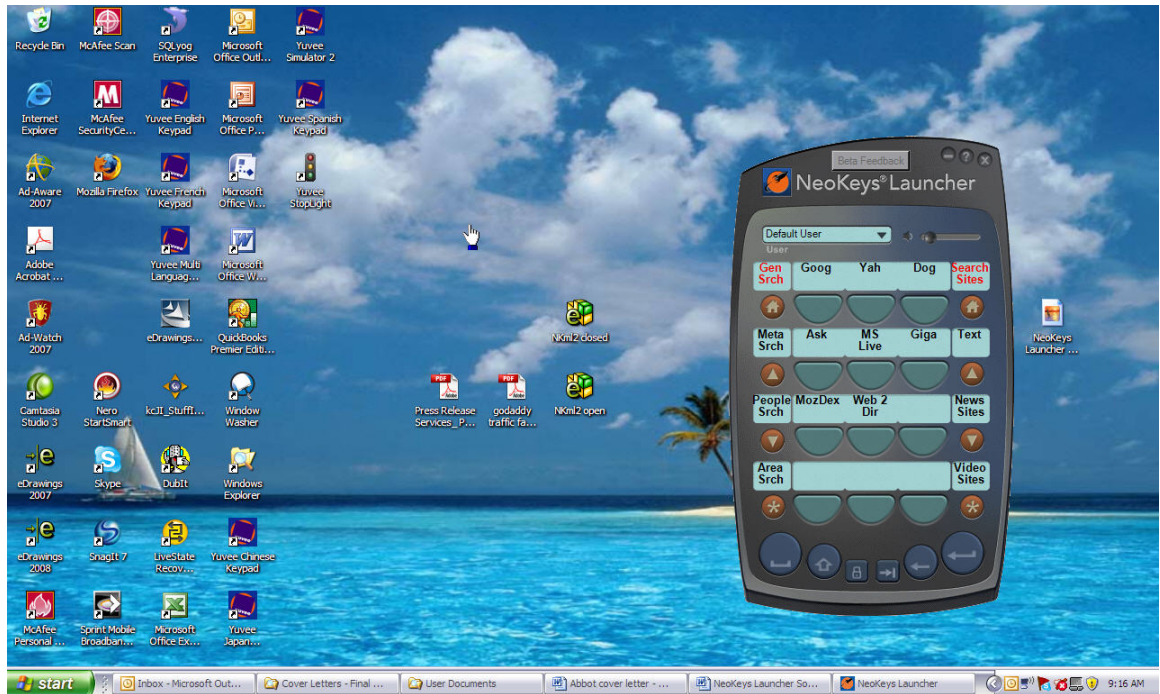 Recycle Bin
McAfee Scan
SQLyog
Enterprise
Microsoft
Office Outl...
Yuvee
Simulator 2
Internet
Explorer
McAfee
SecurityCe...
Yuvee English
Keypad
Microsoft
Office P...
Yuvee Spanish
Keypad
Ad-Aware
2007
Mozilla Firefox
Yuvee French
Keypad
Microsoft
Office Vi...
Yuvee
StopLight
Adobe
Acrobat ...
Yuvee Multi
Languag...
Microsoft
Office W...
Ad-Watch
2007
eDrawings...
QuickBooks
Premier Editi...
NKml2 closed
Camtasia
Studio 3
Nero
StartSmart
kcJI_StuffI...
Window
Washer
Press Release
Services_ P...
godaddy
traffic fa...
NKml2 open
eDrawings
2007
Skype
DubIt
Windows
Explorer
eDrawings
2008
SnagIt 7
LiveState
Recov...
Yuvee Chinese
Keypad
McAfee
Personal ...
Sprint Mobile
Broadban...
Microsoft
Office Ex...
Yuvee
Japan...
Beta Feedback
NeoKeys® Launcher
Default User
User
Gen
Srch
Goog
Yah
Dog
Search
Sites
Meta
Srch
Ask
MS
Live
Giga
Text
People
Srch
MozDex
Web 2
Dir
News
Sites
Area
Srch
Video
Sites
NeoKeys
Launcher ...
start
Inbox - Microsoft Out...
Cover Letters - Final ...
User Documents
Abbot cover letter - ...
NeoKeys Launcher So...
NeoKeys Launcher
9:16 AM